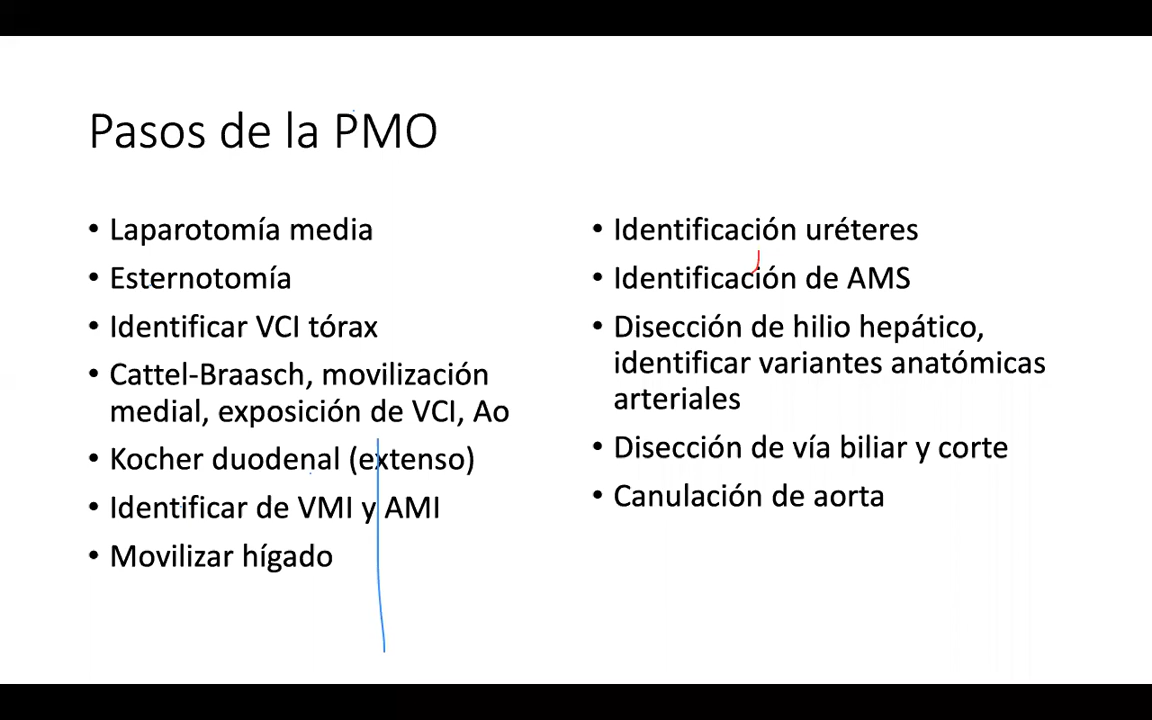 Pasos de la PMO
• Laparotomía media
• Esternotomía
• Identificar VCI tórax
• Cattel-Braasch, movilización
medial, exposición de VCI, Ao
• Kocher duodenal (extenso)
• Identificar de VMI y AMI
• Movilizar hígado
• Identificación uréteres
• Identificación de AMS
• Disección de hilio hepático,
identificar variantes anatómicas
arteriales
• Disección de vía biliar y corte
• Canulación de aorta